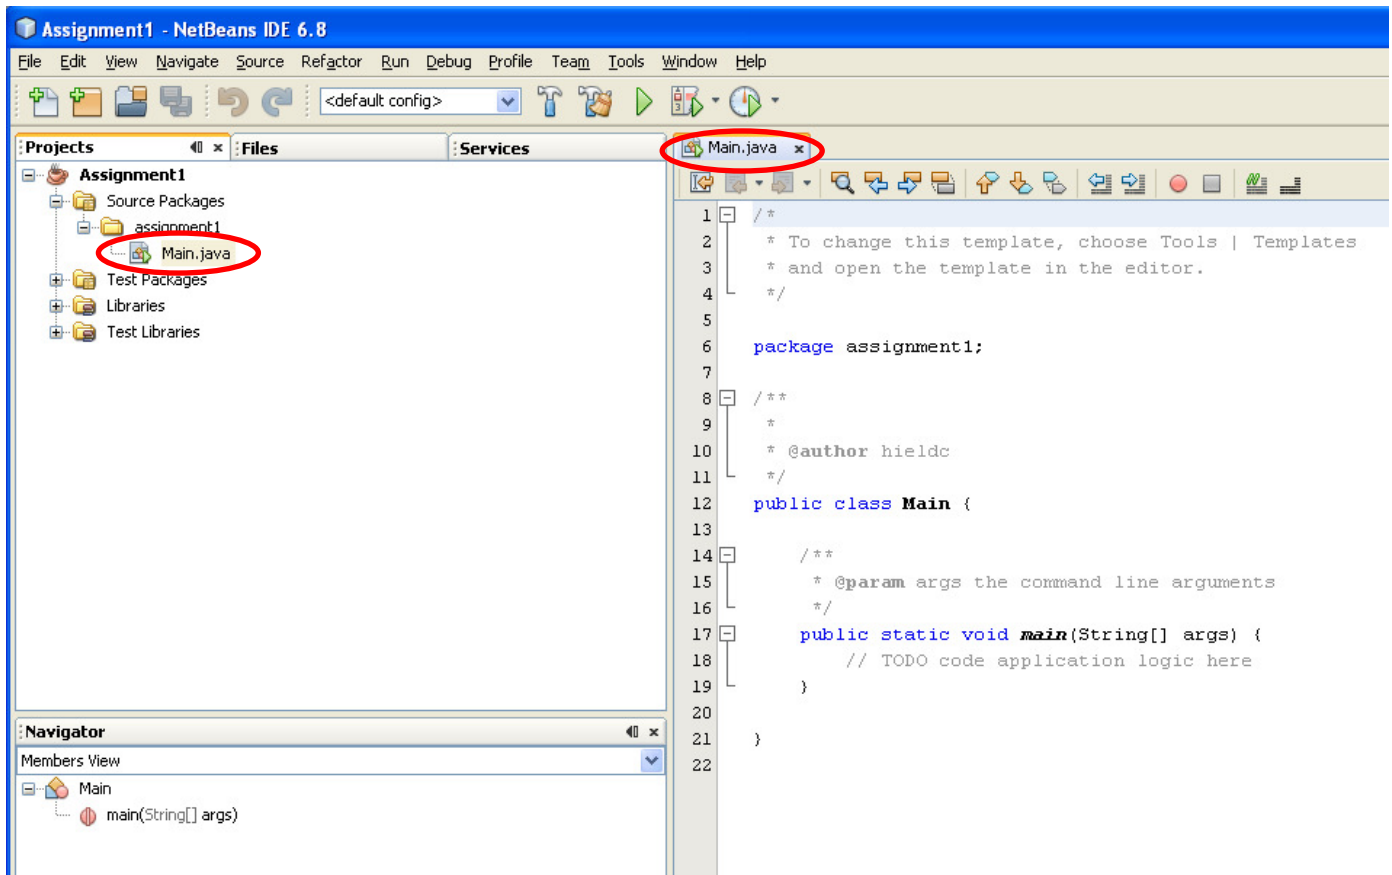 Assignment1 - NetBeans IDE 6.8
File Edit View Navigate Source Refactor Run Debug Profile Team Tools Window Help
<default config>
Projects Files Services
Assignment1
Source Packages
assignment1
Main.java
Test Packages
Libraries
Test Libraries
Navigator
Members View
Main
main(String[] args)
Main.java
1 /*
2 * To change this template, choose Tools | Templates
3 * and open the template in the editor.
4 */
5
6 package assignment1;
7
8 /**
9 *
10 * @author hieldc
11 */
12 public class Main {
13
14 /**
15 * @param args the command line arguments
16 */
17 public static void main(String[] args) {
18 // TODO code application logic here
19 }
20
21 }
22